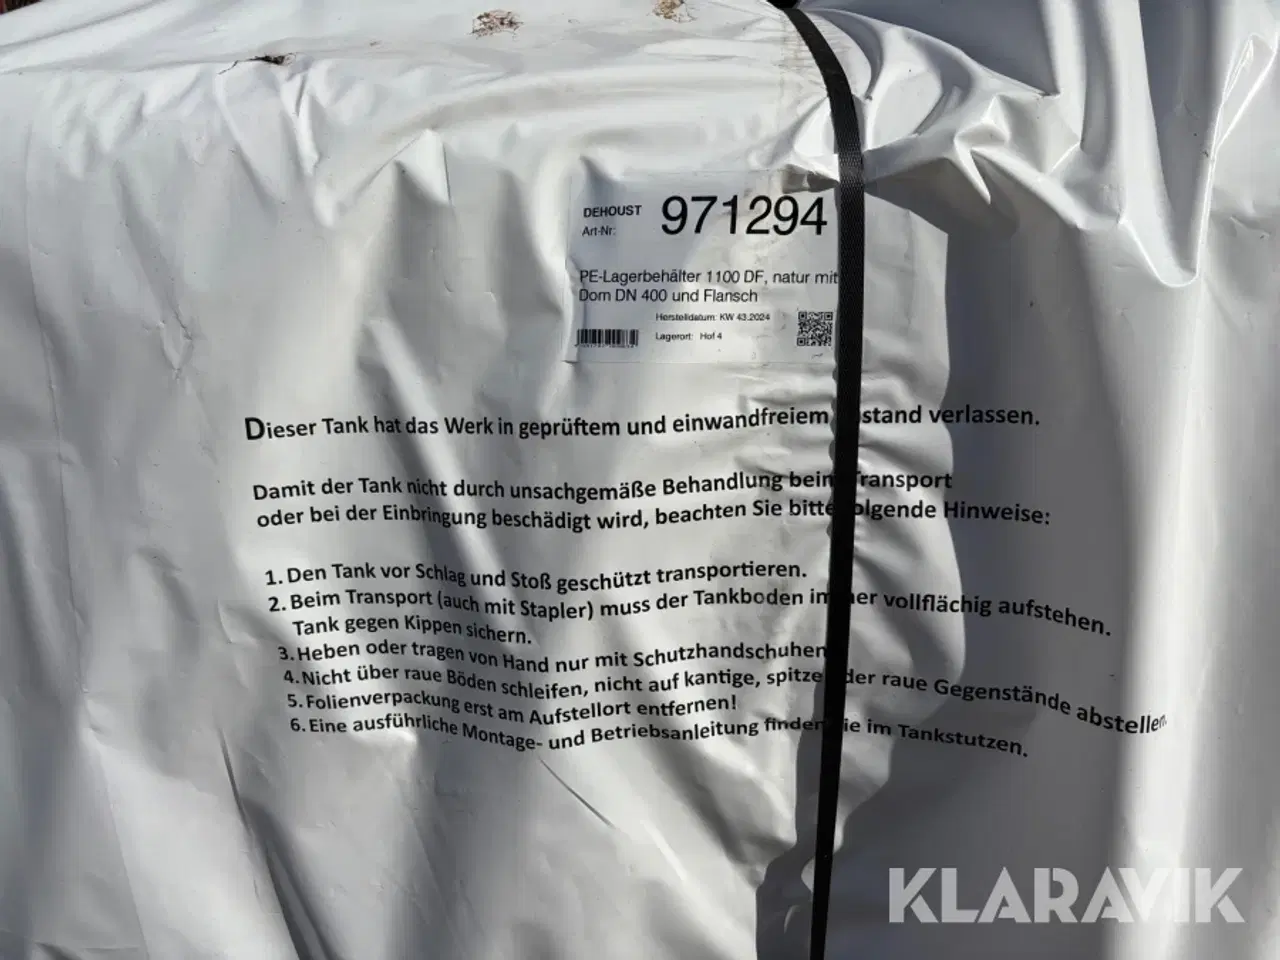 DEHOUST 971294
Art-Nr:
PE-Lagerbehälter 1100 DF, natur mit
Dom DN 400 und Flansch
Herstelldatum: KW 43.2024
Lagerort: Hof 4
Dieser Tank hat das Werk in geprüftem und einwandfreiem stand verlassen.
Damit der Tank nicht durch unsachgemäße Behandlung beim Transport
oder bei der Einbringung beschädigt wird, beachten Sie bitte folgende Hinweise:
1. Den Tank vor Schlag und Stoß geschützt transportieren.
2. Beim Transport (auch mit Stapler) muss der Tankboden immer vollflächig aufstehen.
Tank gegen Kippen sichern.
3. Heben oder tragen von Hand nur mit Schutzhandschuhen
4. Nicht über raue Böden schleifen, nicht auf kantige, spitze oder raue Gegenstände abstellen.
5. Folienverpackung erst am Aufstellort entfernen!
6. Eine ausführliche Montage- und Betriebsanleitung finden Sie im Tankstutzen.
KLARAVIK